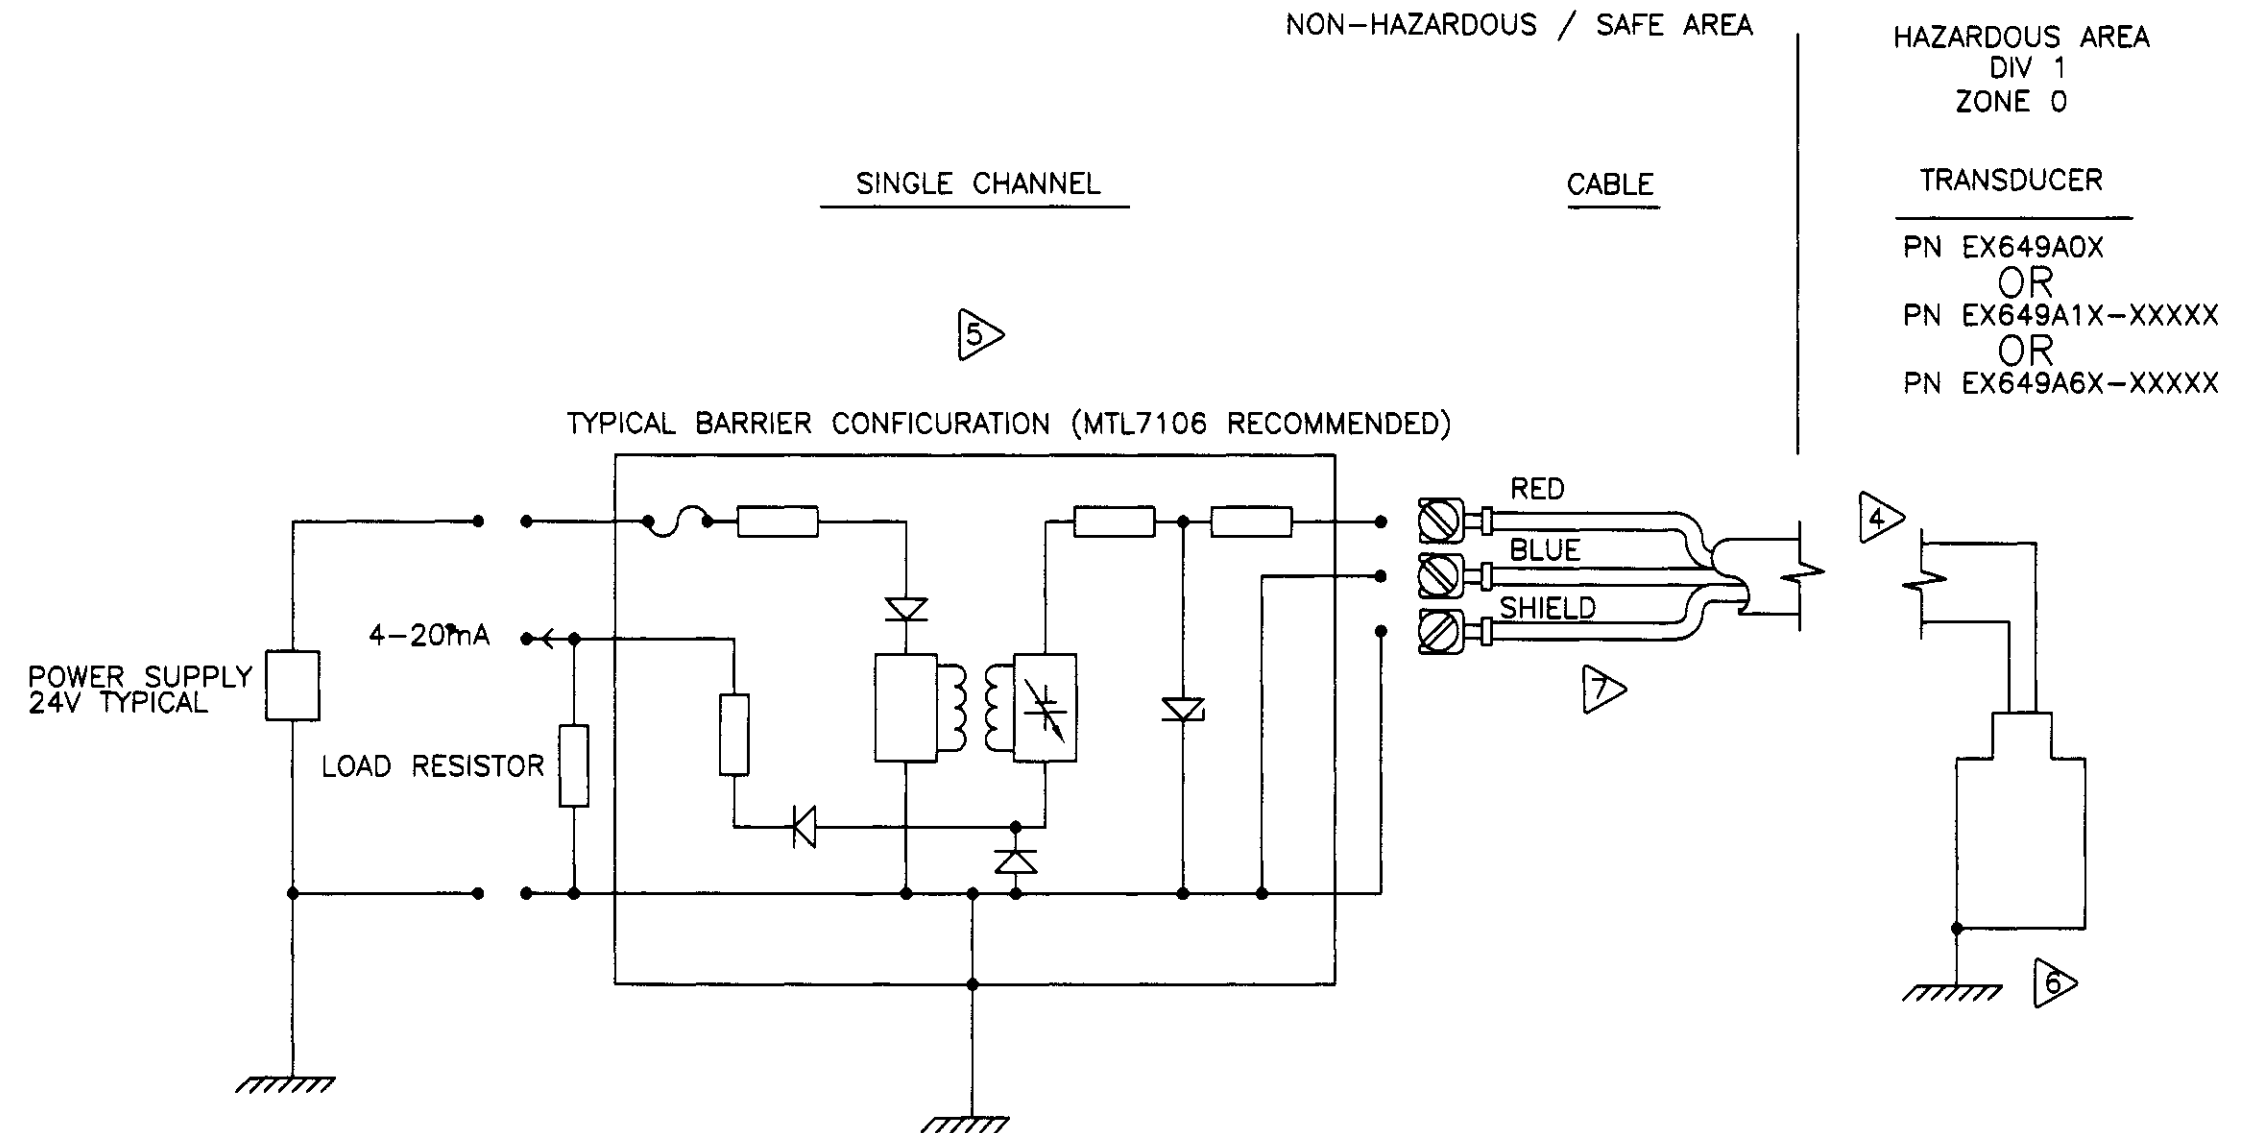 NON-HAZARDOUS / SAFE AREA
HAZARDOUS AREA
DIV 1
ZONE 0
SINGLE CHANNEL
CABLE
TRANSDUCER
PN EX649A0X
OR
PN EX649A1X-XXXXX
OR
PN EX649A6X-XXXXX
5
TYPICAL BARRIER CONFICURATION (MTL7106 RECOMMENDED)
RED
4
BLUE
SHIELD
4-20mA
7
POWER SUPPLY
24V TYPICAL
LOAD RESISTOR
6